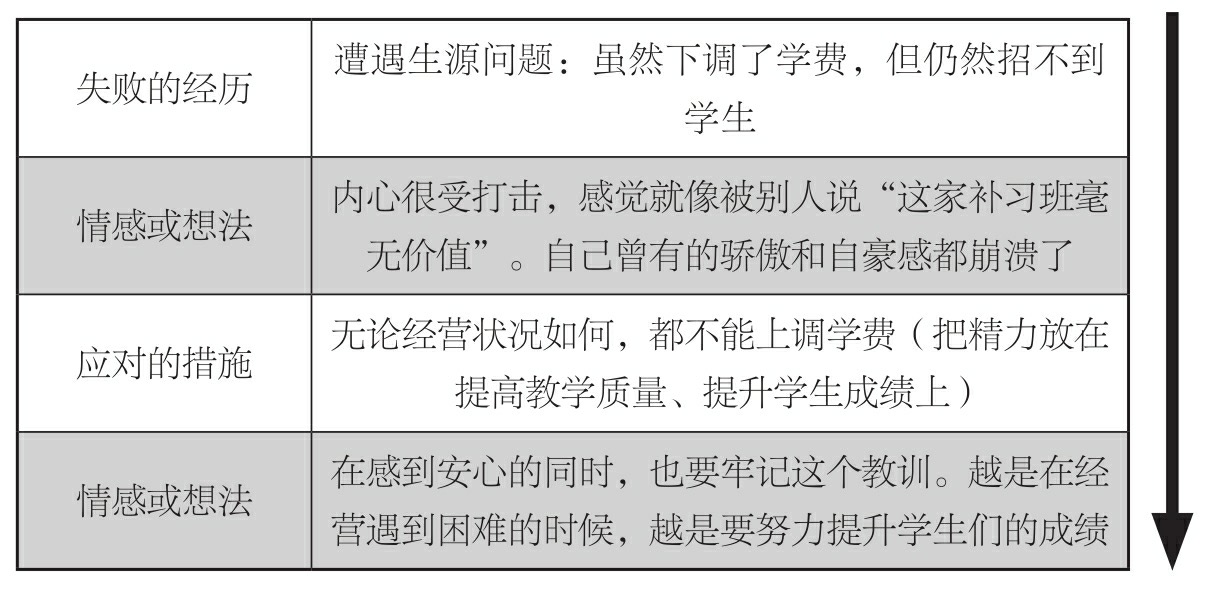 失败的经历
遭遇生源问题：虽然下调了学费，但仍然招不到
学生
情感或想法
内心很受打击，感觉就像被别人说“这家补习班毫
无价值”。自己曾有的骄傲和自豪感都崩溃了
应对的措施
无论经营状况如何，都不能上调学费（把精力放在
提高教学质量、提升学生成绩上）
情感或想法
在感到安心的同时，也要牢记这个教训。越是在经
营遇到困难的时候，越是要努力提升学生们的成绩